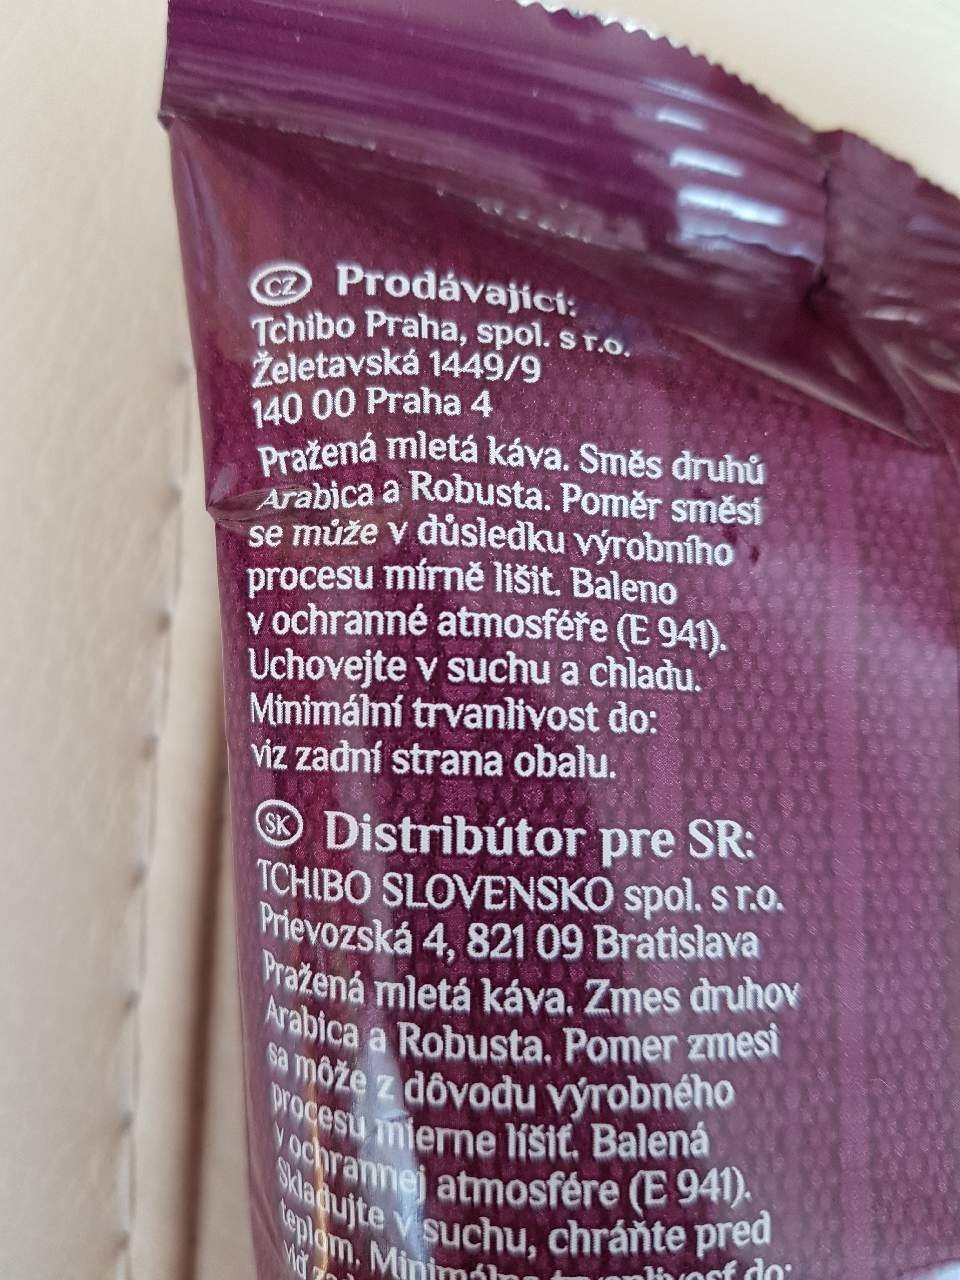 CZ Prodávající:
Tchibo Praha, spol. s r.o.
Želetavská 1449/9
140 00 Praha 4
Pražená mletá káva. Směs druhů
Arabica a Robusta. Poměr směsi
se může v důsledku výrobního
procesu mírně lišit. Baleno
v ochranné atmosféře (E 941).
Uchovejte v suchu a chladu.
Minimální trvanlivost do:
viz zadní strana obalu.
SK Distribútor pre SR:
TCHIBO SLOVENSKO spol. s r.o.
Prievozská 4, 821 09 Bratislava
Pražená mletá káva. Zmes druhov
Arabica a Robusta. Pomer zmesi
sa môže z dôvodu výrobného
procesu mierne líšiť. Balená
v ochrannej atmosfére (E 941).
Skladujte v suchu, chráňte pred
teplom. Minimálna trvanlivosť do: